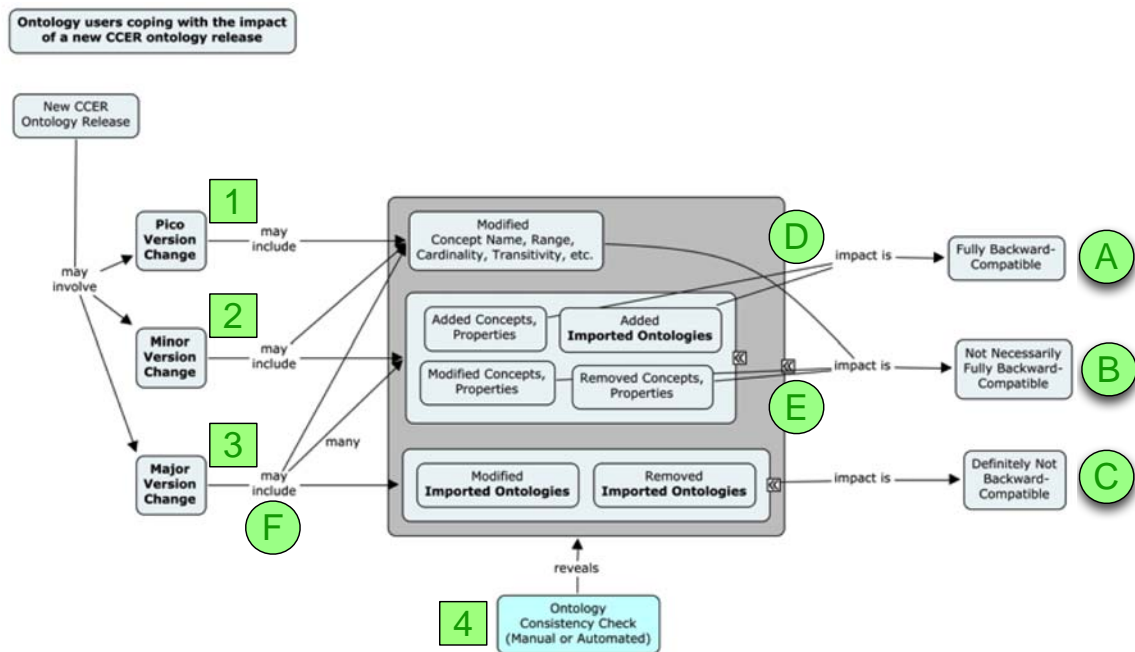 Ontology users coping with the impact
of a new CCER ontology release
New CCER
Ontology Release
may
involve
1
Pico
Version
Change
may
include
2
Minor
Version
Change
may
include
3
Major
Version
Change
may
include
many
F
Modified
Concept Name, Range,
Cardinality, Transitivity, etc.
Added Concepts,
Properties
Added
Imported Ontologies
Modified Concepts,
Properties
Removed Concepts,
Properties
Modified
Imported Ontologies
Removed
Imported Ontologies
D
impact is
Fully Backward-
Compatible
A
E
impact is
Not Necessarily
Fully Backward-
Compatible
B
impact is
Definitely Not
Backward-
Compatible
C
reveals
4
Ontology
Consistency Check
(Manual or Automated)